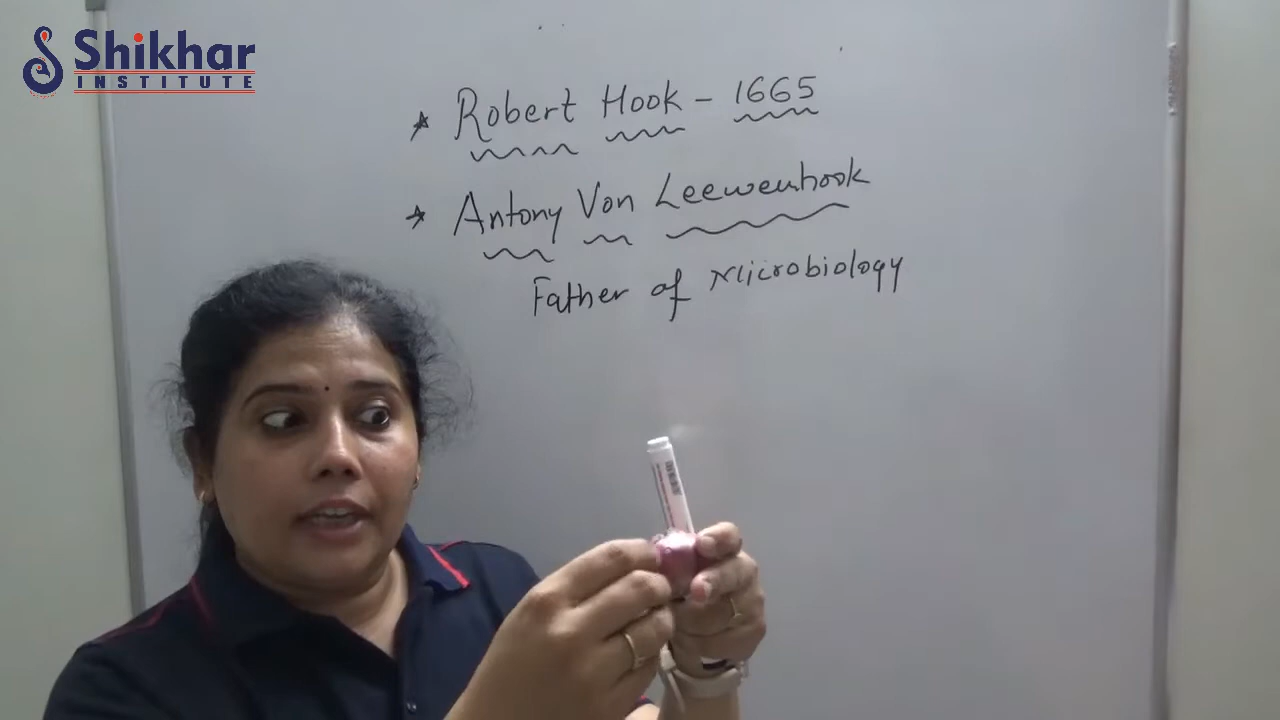 Shikhar
INSTITUTE
* Robert Hook - 1665
* Antony Von Leewenhook
Father of Microbiology